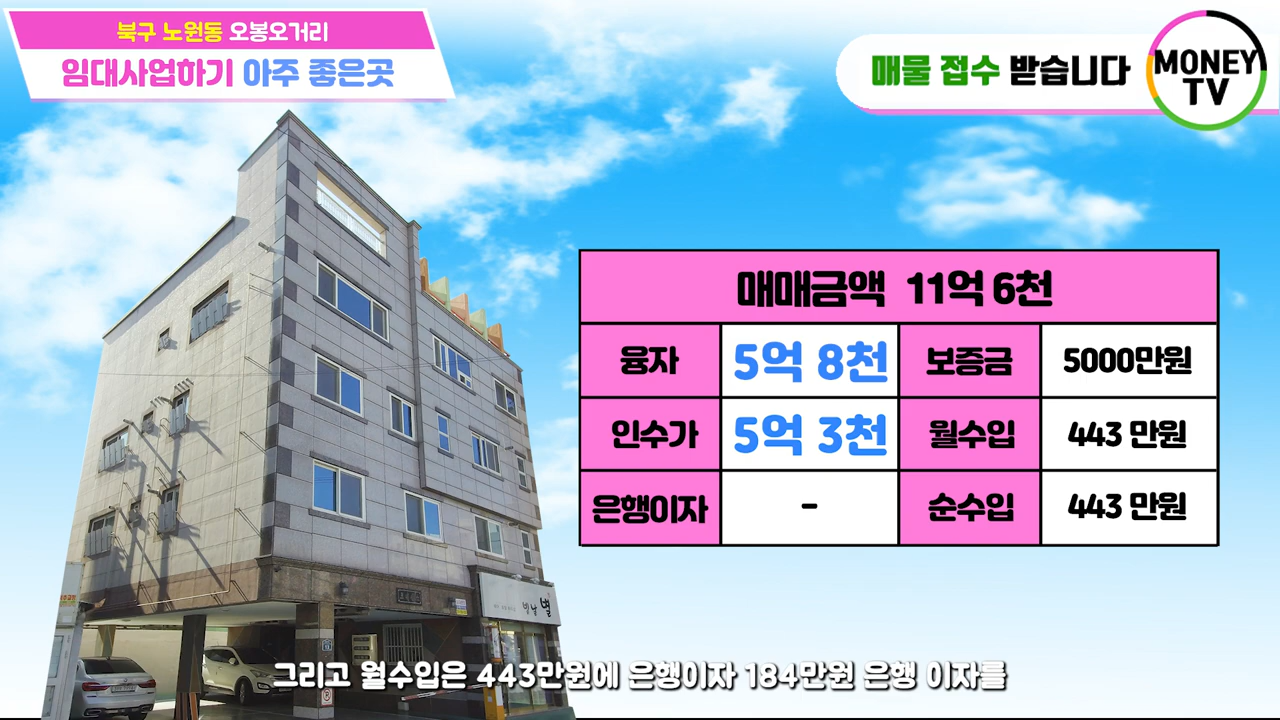 북구 노원동 오봉오거리
임대사업하기 아주 좋은곳
매물 접수 받습니다
MONEY
TV
매매금액 11억 6천
융자 5억 8천 보증금 5000만원
인수가 5억 3천 월수입 443 만원
은행이자 - 순수입 443 만원
빛날 별
그리고 월수입은 443만원에 은행이자 184만원 은행 이자를